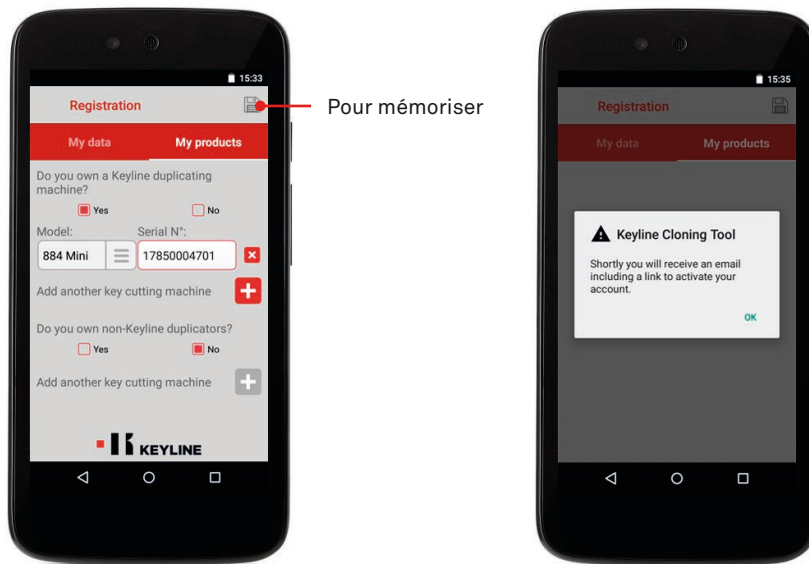 15:33
Registration
Pour mémoriser
My data
My products
Do you own a Keyline duplicating
machine?
Yes
No
Model:
Serial N°:
884 Mini
17850004701
Add another key cutting machine
Do you own non-Keyline duplicators?
Yes
No
Add another key cutting machine
KEYLINE
15:35
Registration
My data
My products
Keyline Cloning Tool
Shortly you will receive an email
including a link to activate your
account.
OK